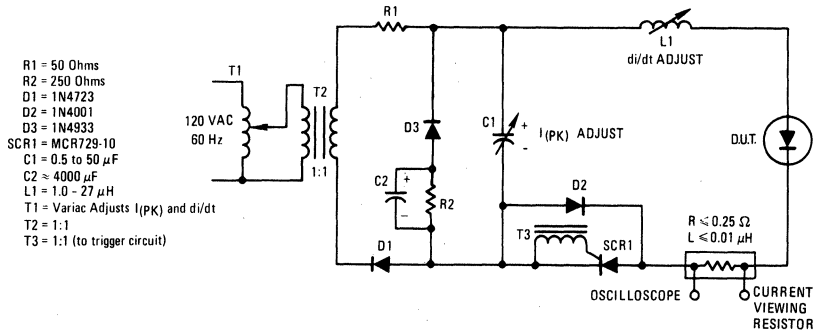 R1 = 50 Ohms
R2 = 250 Ohms
D1 = 1N4723
D2 = 1N4001
D3 = 1N4933
SCR1 = MCR729-10
C1 = 0.5 to 50 μF
C2 ≈ 4000 μF
L1 = 1.0 - 27 μH
T1 = Variac Adjusts I(PK) and di/dt
T2 = 1:1
T3 = 1:1 (to trigger circuit)
T1
120 VAC
60 Hz
T2
1:1
R1
D3
C2
+
−
R2
D1
C1
+
-
I(PK) ADJUST
D2
T3
SCR1
L1
di/dt ADJUST
D.U.T.
R ⩽ 0.25 Ω
L ⩽ 0.01 μH
OSCILLOSCOPE
CURRENT
VIEWING
RESISTOR